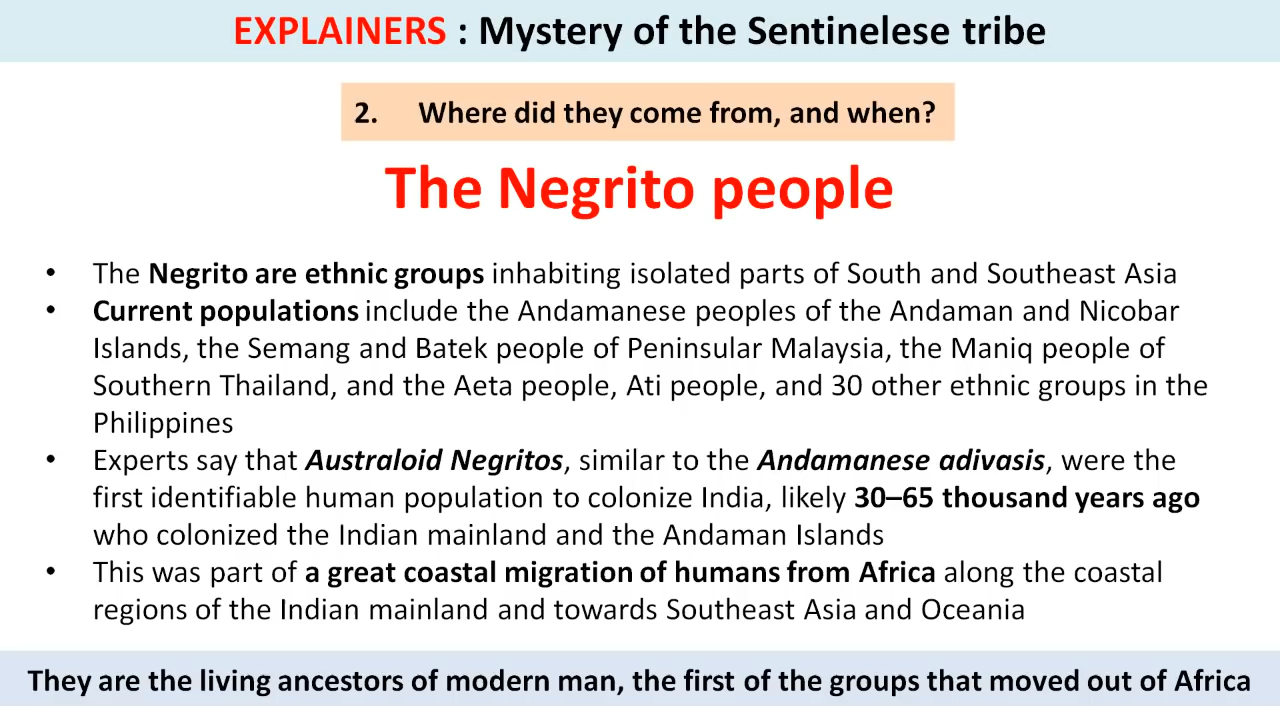 EXPLAINERS : Mystery of the Sentinelese tribe
2. Where did they come from, and when?
The Negrito people
• The Negrito are ethnic groups inhabiting isolated parts of South and Southeast Asia
• Current populations include the Andamanese peoples of the Andaman and Nicobar
Islands, the Semang and Batek people of Peninsular Malaysia, the Maniq people of
Southern Thailand, and the Aeta people, Ati people, and 30 other ethnic groups in the
Philippines
• Experts say that Australoid Negritos, similar to the Andamanese adivasis, were the
first identifiable human population to colonize India, likely 30–65 thousand years ago
who colonized the Indian mainland and the Andaman Islands
• This was part of a great coastal migration of humans from Africa along the coastal
regions of the Indian mainland and towards Southeast Asia and Oceania
They are the living ancestors of modern man, the first of the groups that moved out of Africa